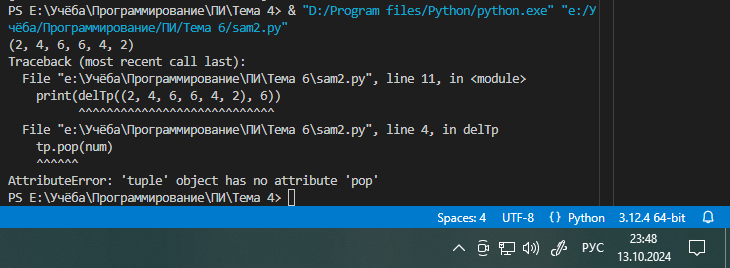 PS E:\Учёба\Программирование\ПИ\Тема 4> & "D:/Program files/Python/python.exe" "e:/У
чёба/Программирование/ПИ/Тема 6/sam2.py"
(2, 4, 6, 6, 4, 2)
Traceback (most recent call last):
  File "e:\Учёба\Программирование\ПИ\Тема 6\sam2.py", line 11, in <module>
    print(delTp((2, 4, 6, 6, 4, 2), 6))
          ^^^^^^^^^^^^^^^^^^^^^^^^^^^^
  File "e:\Учёба\Программирование\ПИ\Тема 6\sam2.py", line 4, in delTp
    tp.pop(num)
    ^^^^^^
AttributeError: 'tuple' object has no attribute 'pop'
PS E:\Учёба\Программирование\ПИ\Тема 4>
Spaces: 4 UTF-8 {} Python 3.12.4 64-bit
РУС 23:48
13.10.2024